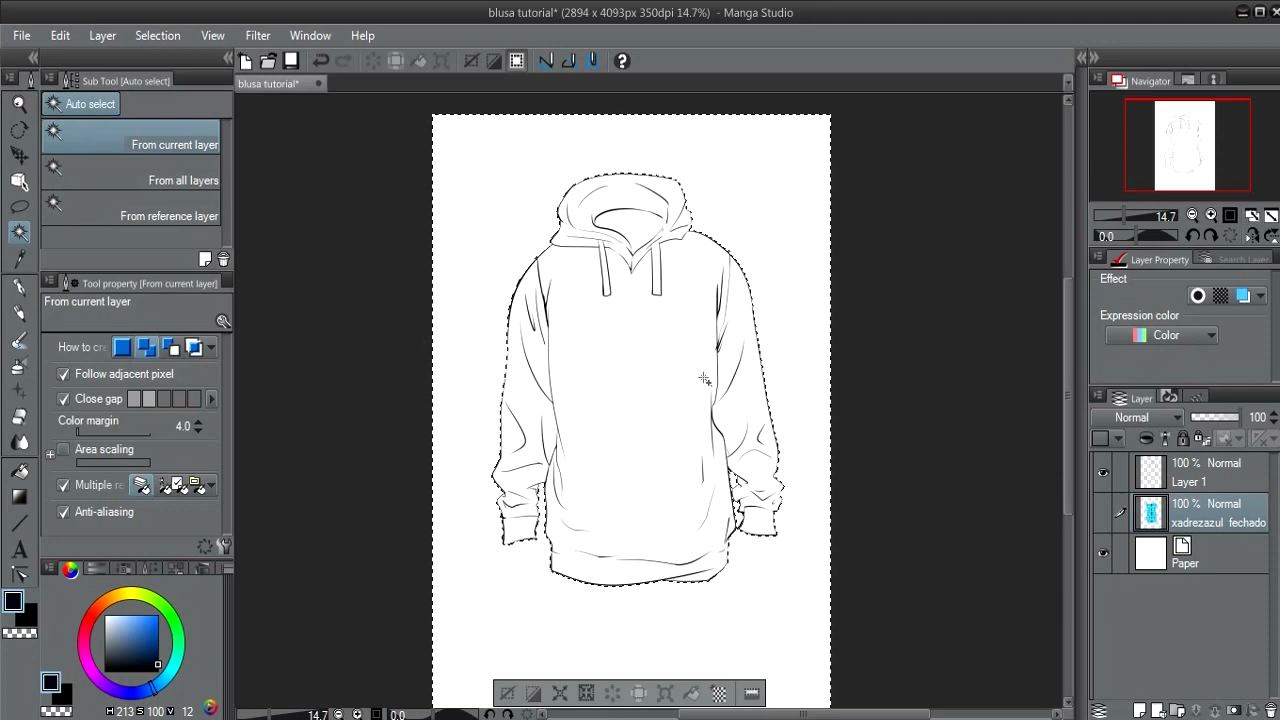 blusa tutorial* (2894 x 4093px 350dpi 14.7%) - Manga Studio
File Edit Layer Selection View Filter Window Help
Sub Tool [Auto select]
blusa tutorial*
Navigator
Auto select
From current layer
From all layers
From reference layer
14.7
0.0
Layer Property
Search Layer
Tool property [From current layer]
From current layer
Effect
Expression color
Color
How to cre
Follow adjacent pixel
Close gap
Color margin
4.0
Area scaling
Multiple re
Anti-aliasing
Layer
Normal
100
100 % Normal
Layer 1
100 % Normal
xadrezazul fechado
Paper
H 213 S 100 V 12
14.7
0.0